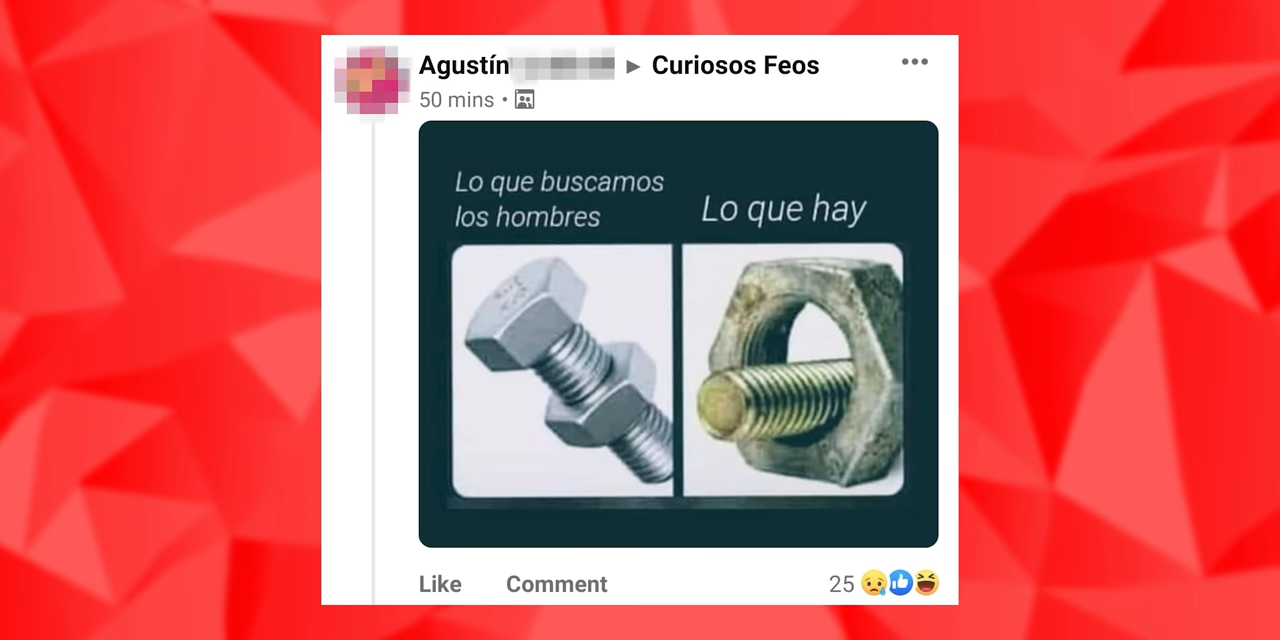 Agustín ▸ Curiosos Feos
50 mins •
Lo que buscamos
los hombres
Lo que hay
Like Comment 25